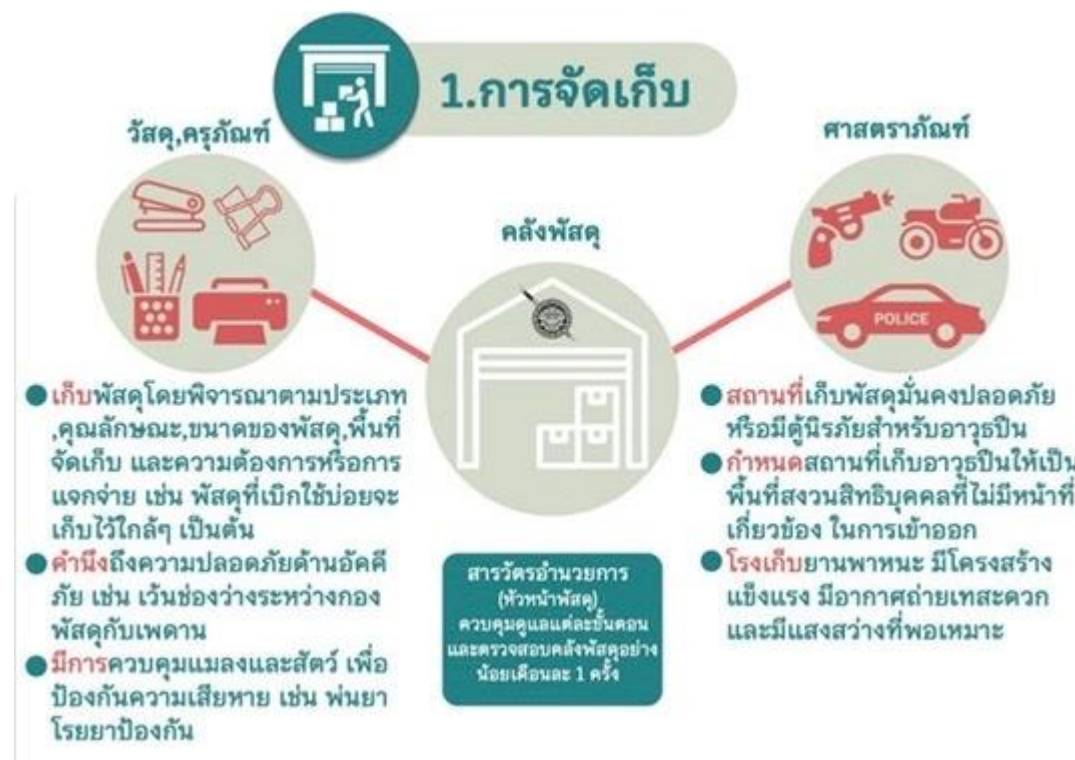 1.การจัดเก็บ
วัสดุ,ครุภัณฑ์
เก็บพัสดุโดยพิจารณาตามประเภท
,คุณลักษณะ,ขนาดของพัสดุ,พื้นที่
จัดเก็บ และความต้องการหรือการ
แจกจ่าย เช่น พัสดุที่เบิกใช้บ่อยจะ
เก็บไว้ใกล้ๆ เป็นต้น
คำนึงถึงความปลอดภัยด้านอัคคี
ภัย เช่น เว้นช่องว่างระหว่างกอง
พัสดุกับเพดาน
มีการควบคุมแมลงและสัตว์ เพื่อ
ป้องกันความเสียหาย เช่น พ่นยา
โรยยาป้องกัน
คลังพัสดุ
สารวัตรอำนวยการ
(หัวหน้าพัสดุ)
ควบคุมดูแลแต่ละขั้นตอน
และตรวจสอบคลังพัสดุอย่าง
น้อยเดือนละ 1 ครั้ง
ศาสตราภัณฑ์
POLICE
สถานที่เก็บพัสดุมั่นคงปลอดภัย
หรือมีตู้นิรภัยสำหรับอาวุธปืน
กำหนดสถานที่เก็บอาวุธปืนให้เป็น
พื้นที่สงวนสิทธิบุคคลที่ไม่มีหน้าที่
เกี่ยวข้อง ในการเข้าออก
โรงเก็บยานพาหนะ มีโครงสร้าง
แข็งแรง มีอากาศถ่ายเทสะดวก
และมีแสงสว่างที่พอเหมาะ